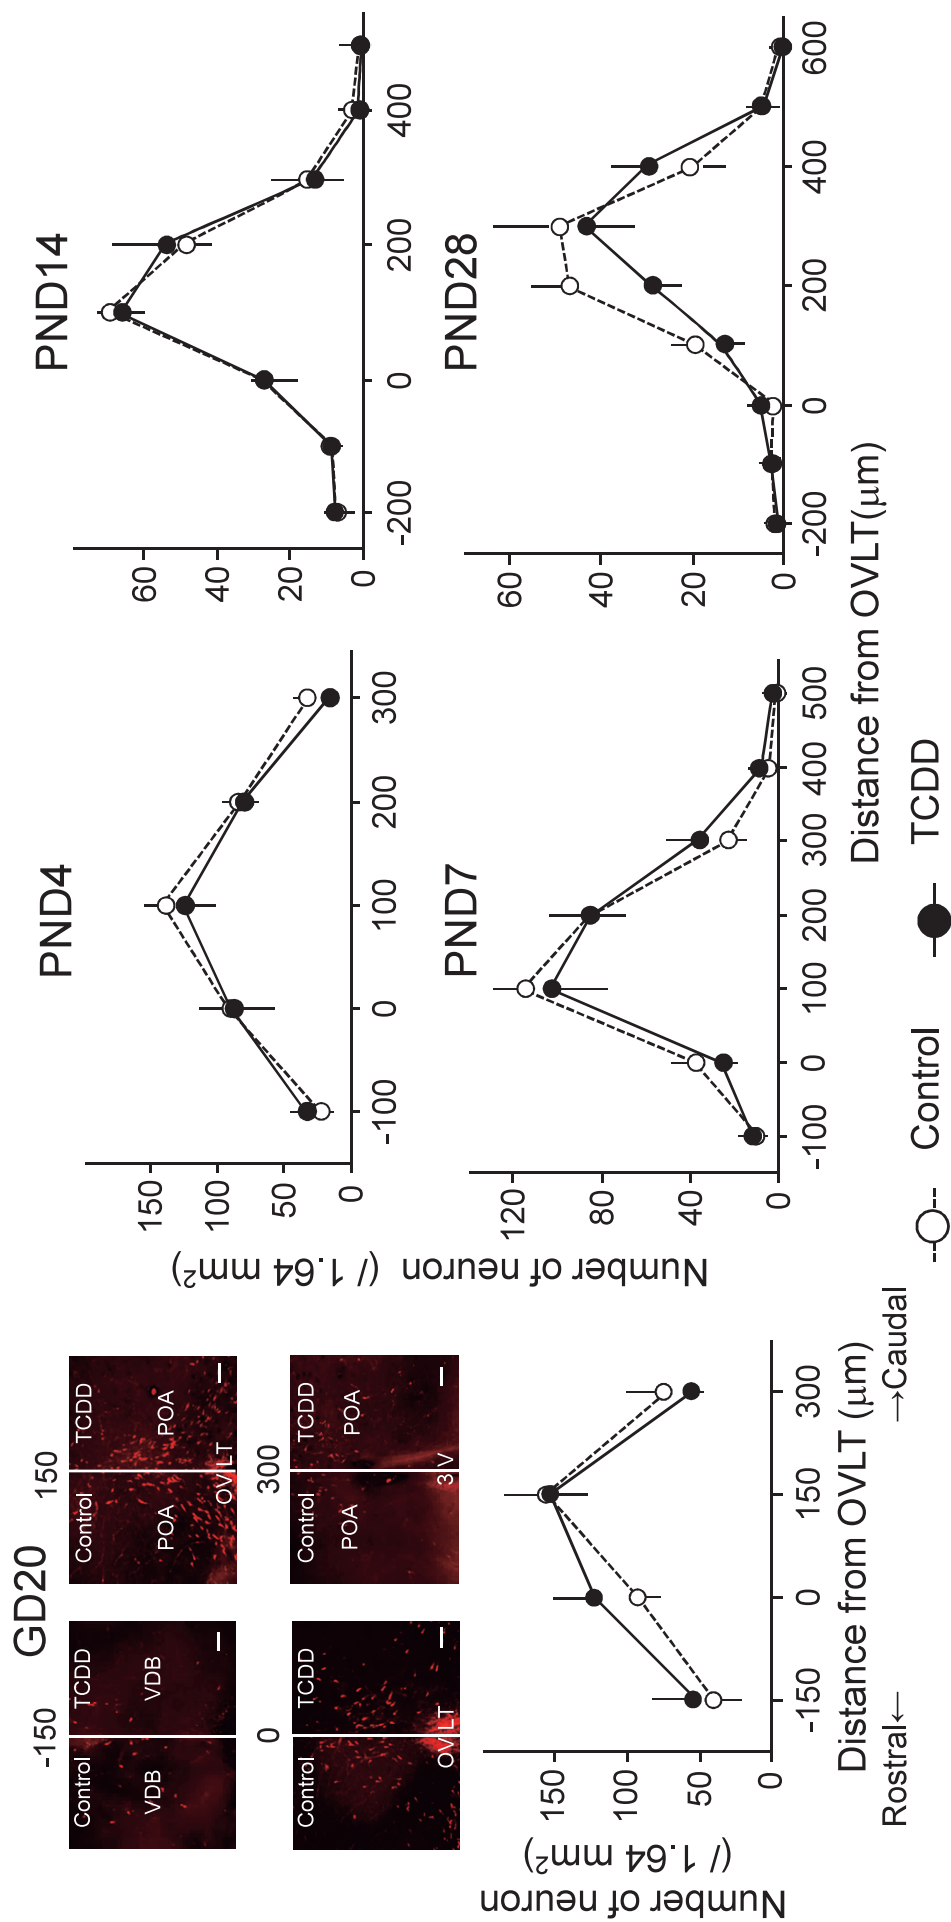 GD20
-150
150
Control
TCDD
VDB
VDB
Control
TCDD
POA
POA
OVLT
0
300
Control
TCDD
OVLT
Control
TCDD
POA
POA
3V
Number of neuron
(/ 1.64 mm²)
150
100
50
0
-150
0
150
300
Distance from OVLT (μm)
Rostral←
→Caudal
Number of neuron (/ 1.64 mm²)
PND4
150
100
50
0
-100
0
100
200
300
PND14
60
40
20
0
-200
0
200
400
PND7
120
80
40
0
-100
0
100
200
300
400
500
PND28
60
40
20
0
-200
0
200
400
600
Distance from OVLT(μm)
Control
TCDD